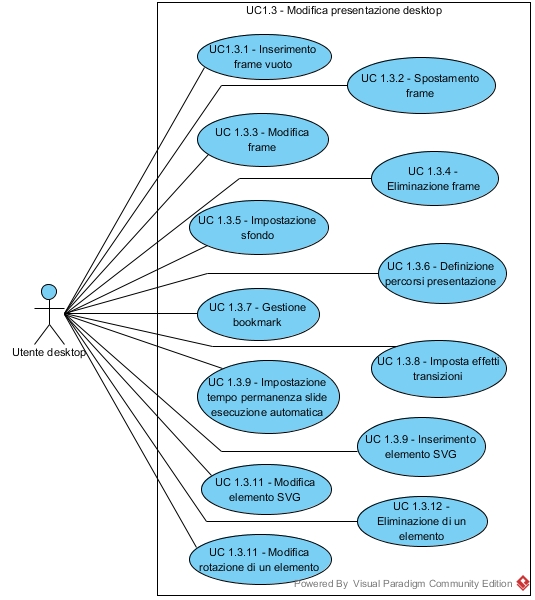 UC1.3 - Modifica presentazione desktop
UC1.3.1 - Inserimento
frame vuoto
UC 1.3.2 - Spostamento
frame
UC 1.3.3 - Modifica
frame
UC 1.3.4 -
Eliminazione frame
UC 1.3.5 - Impostazione
sfondo
UC 1.3.6 - Definizione
percorsi presentazione
Utente desktop
UC 1.3.7 - Gestione
bookmark
UC 1.3.8 - Imposta effetti
transizioni
UC 1.3.9 - Impostazione
tempo permanenza slide
esecuzione automatica
UC 1.3.9 - Inserimento
elemento SVG
UC 1.3.11 - Modifica
elemento SVG
UC 1.3.12 -
Eliminazione di un
elemento
UC 1.3.11 - Modifica
rotazione di un elemento
Powered By Visual Paradigm Community Edition